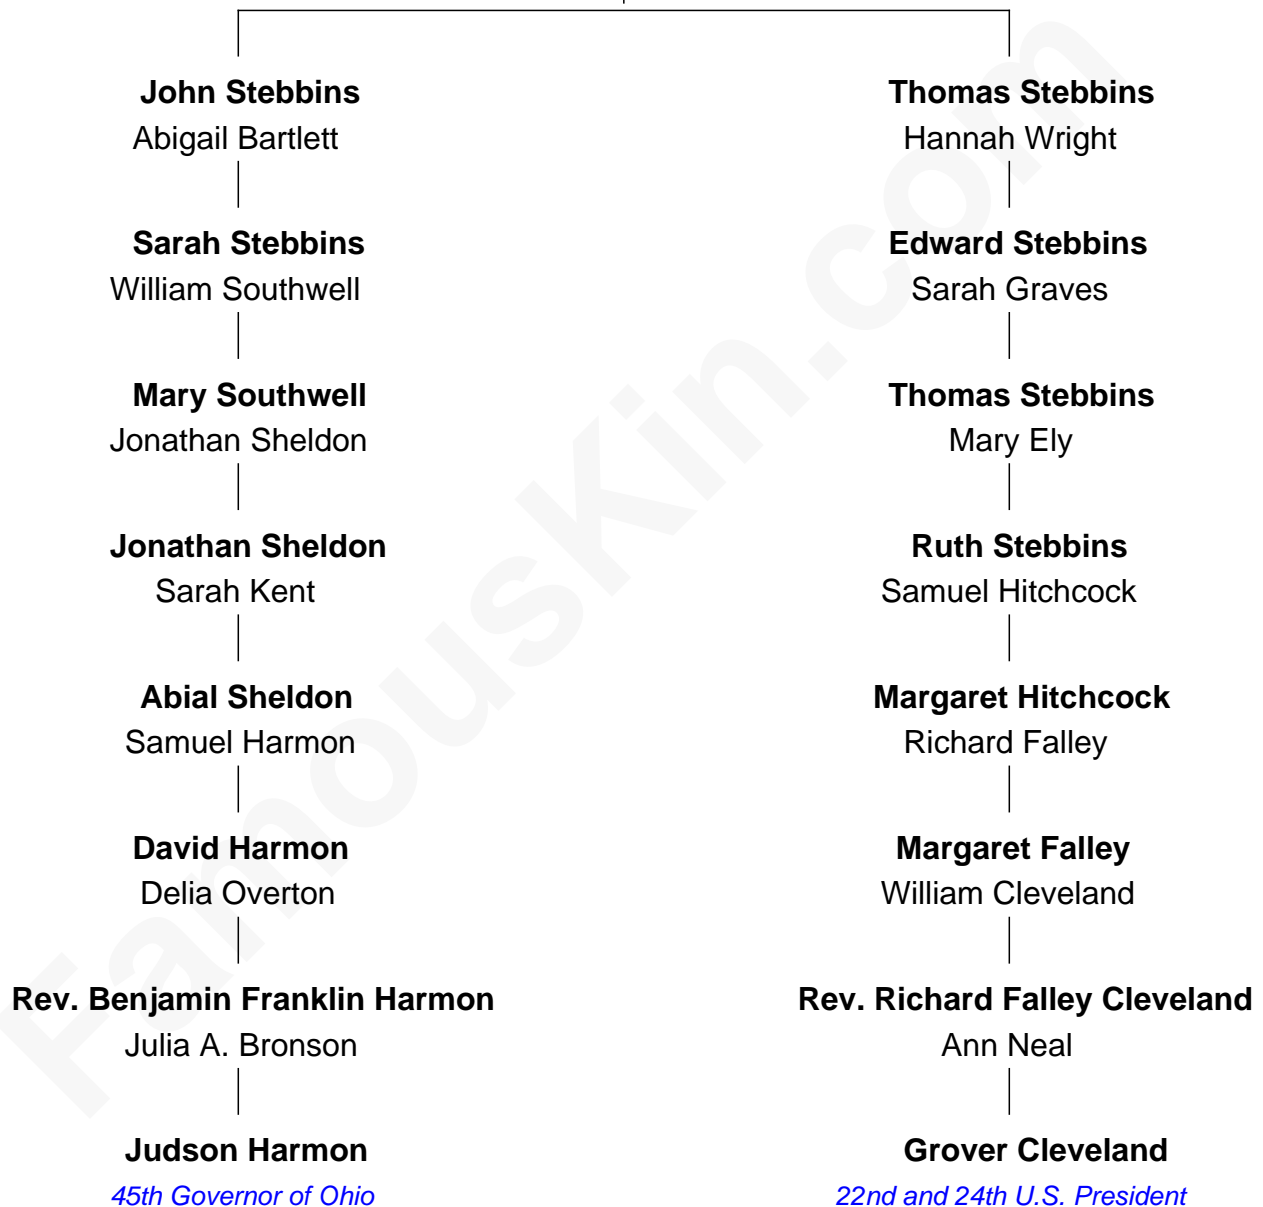 John Stebbins
Abigail Bartlett
Sarah Stebbins
William Southwell
Mary Southwell
Jonathan Sheldon
Jonathan Sheldon
Sarah Kent
Abial Sheldon
Samuel Harmon
David Harmon
Delia Overton
Rev. Benjamin Franklin Harmon
Julia A. Bronson
Judson Harmon
45th Governor of Ohio
Thomas Stebbins
Hannah Wright
Edward Stebbins
Sarah Graves
Thomas Stebbins
Mary Ely
Ruth Stebbins
Samuel Hitchcock
Margaret Hitchcock
Richard Falley
Margaret Falley
William Cleveland
Rev. Richard Falley Cleveland
Ann Neal
Grover Cleveland
22nd and 24th U.S. President
FamousKin.com